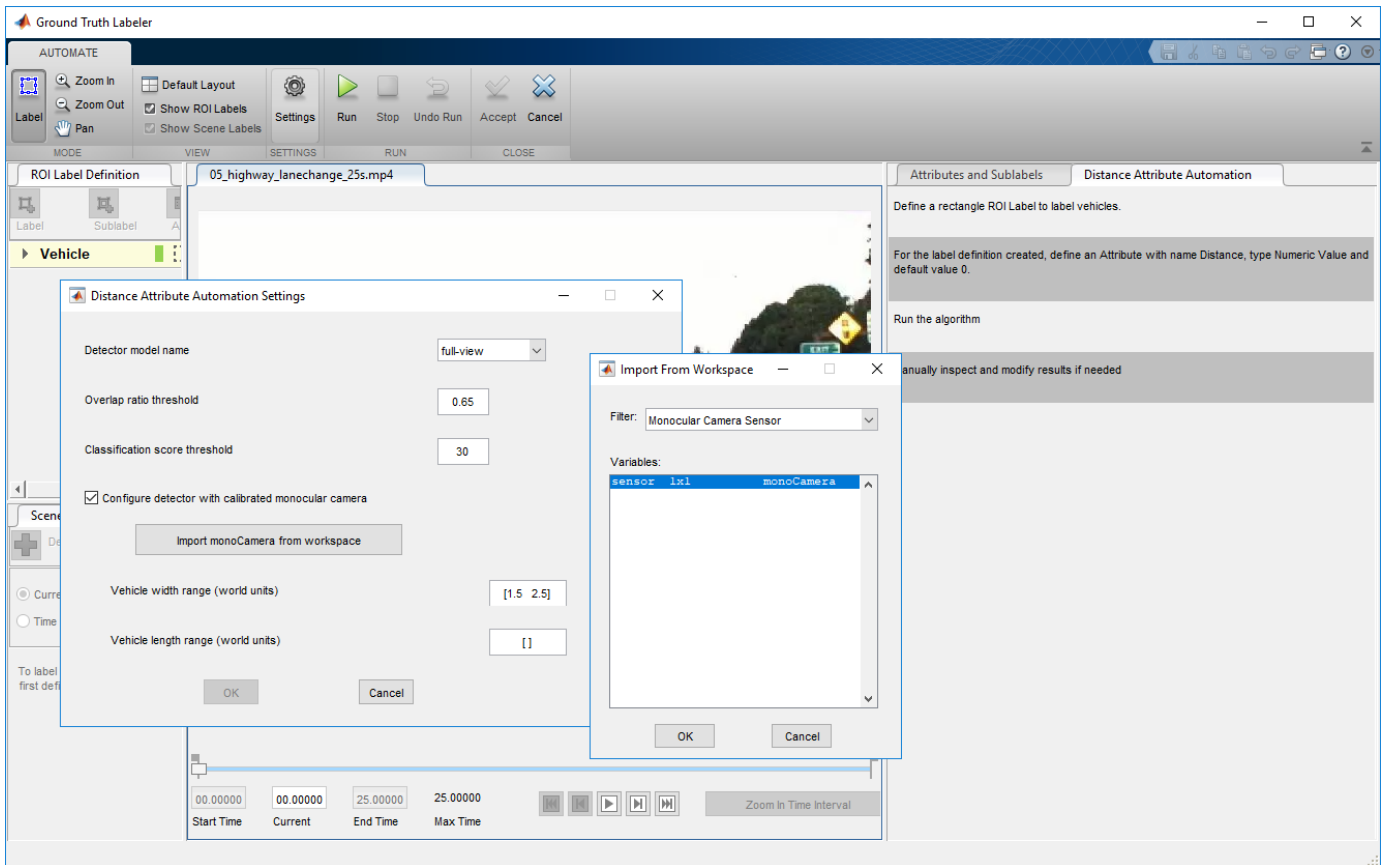 Ground Truth Labeler
AUTOMATE
Label
Zoom In
Zoom Out
Pan
MODE
Default Layout
Show ROI Labels
Show Scene Labels
VIEW
Settings
SETTINGS
Run
Stop
Undo Run
RUN
Accept
Cancel
CLOSE
ROI Label Definition
Label
Sublabel
A
Vehicle
05_highway_lanechange_25s.mp4
EXIT
Attributes and Sublabels
Distance Attribute Automation
Define a rectangle ROI Label to label vehicles.
For the label definition created, define an Attribute with name Distance, type Numeric Value and
default value 0.
Run the algorithm
anually inspect and modify results if needed
Distance Attribute Automation Settings
Detector model name
full-view
Overlap ratio threshold
0.65
Classification score threshold
30
Configure detector with calibrated monocular camera
Import monoCamera from workspace
Vehicle width range (world units)
[1.5 2.5]
Vehicle length range (world units)
[ ]
OK
Cancel
Import From Workspace
Filter:
Monocular Camera Sensor
Variables:
sensor 1x1 monoCamera
OK
Cancel
Scene
De
Curre
Time
To label
first defi
00.00000
00.00000
25.00000
25.00000
Start Time
Current
End Time
Max Time
Zoom In Time Interval